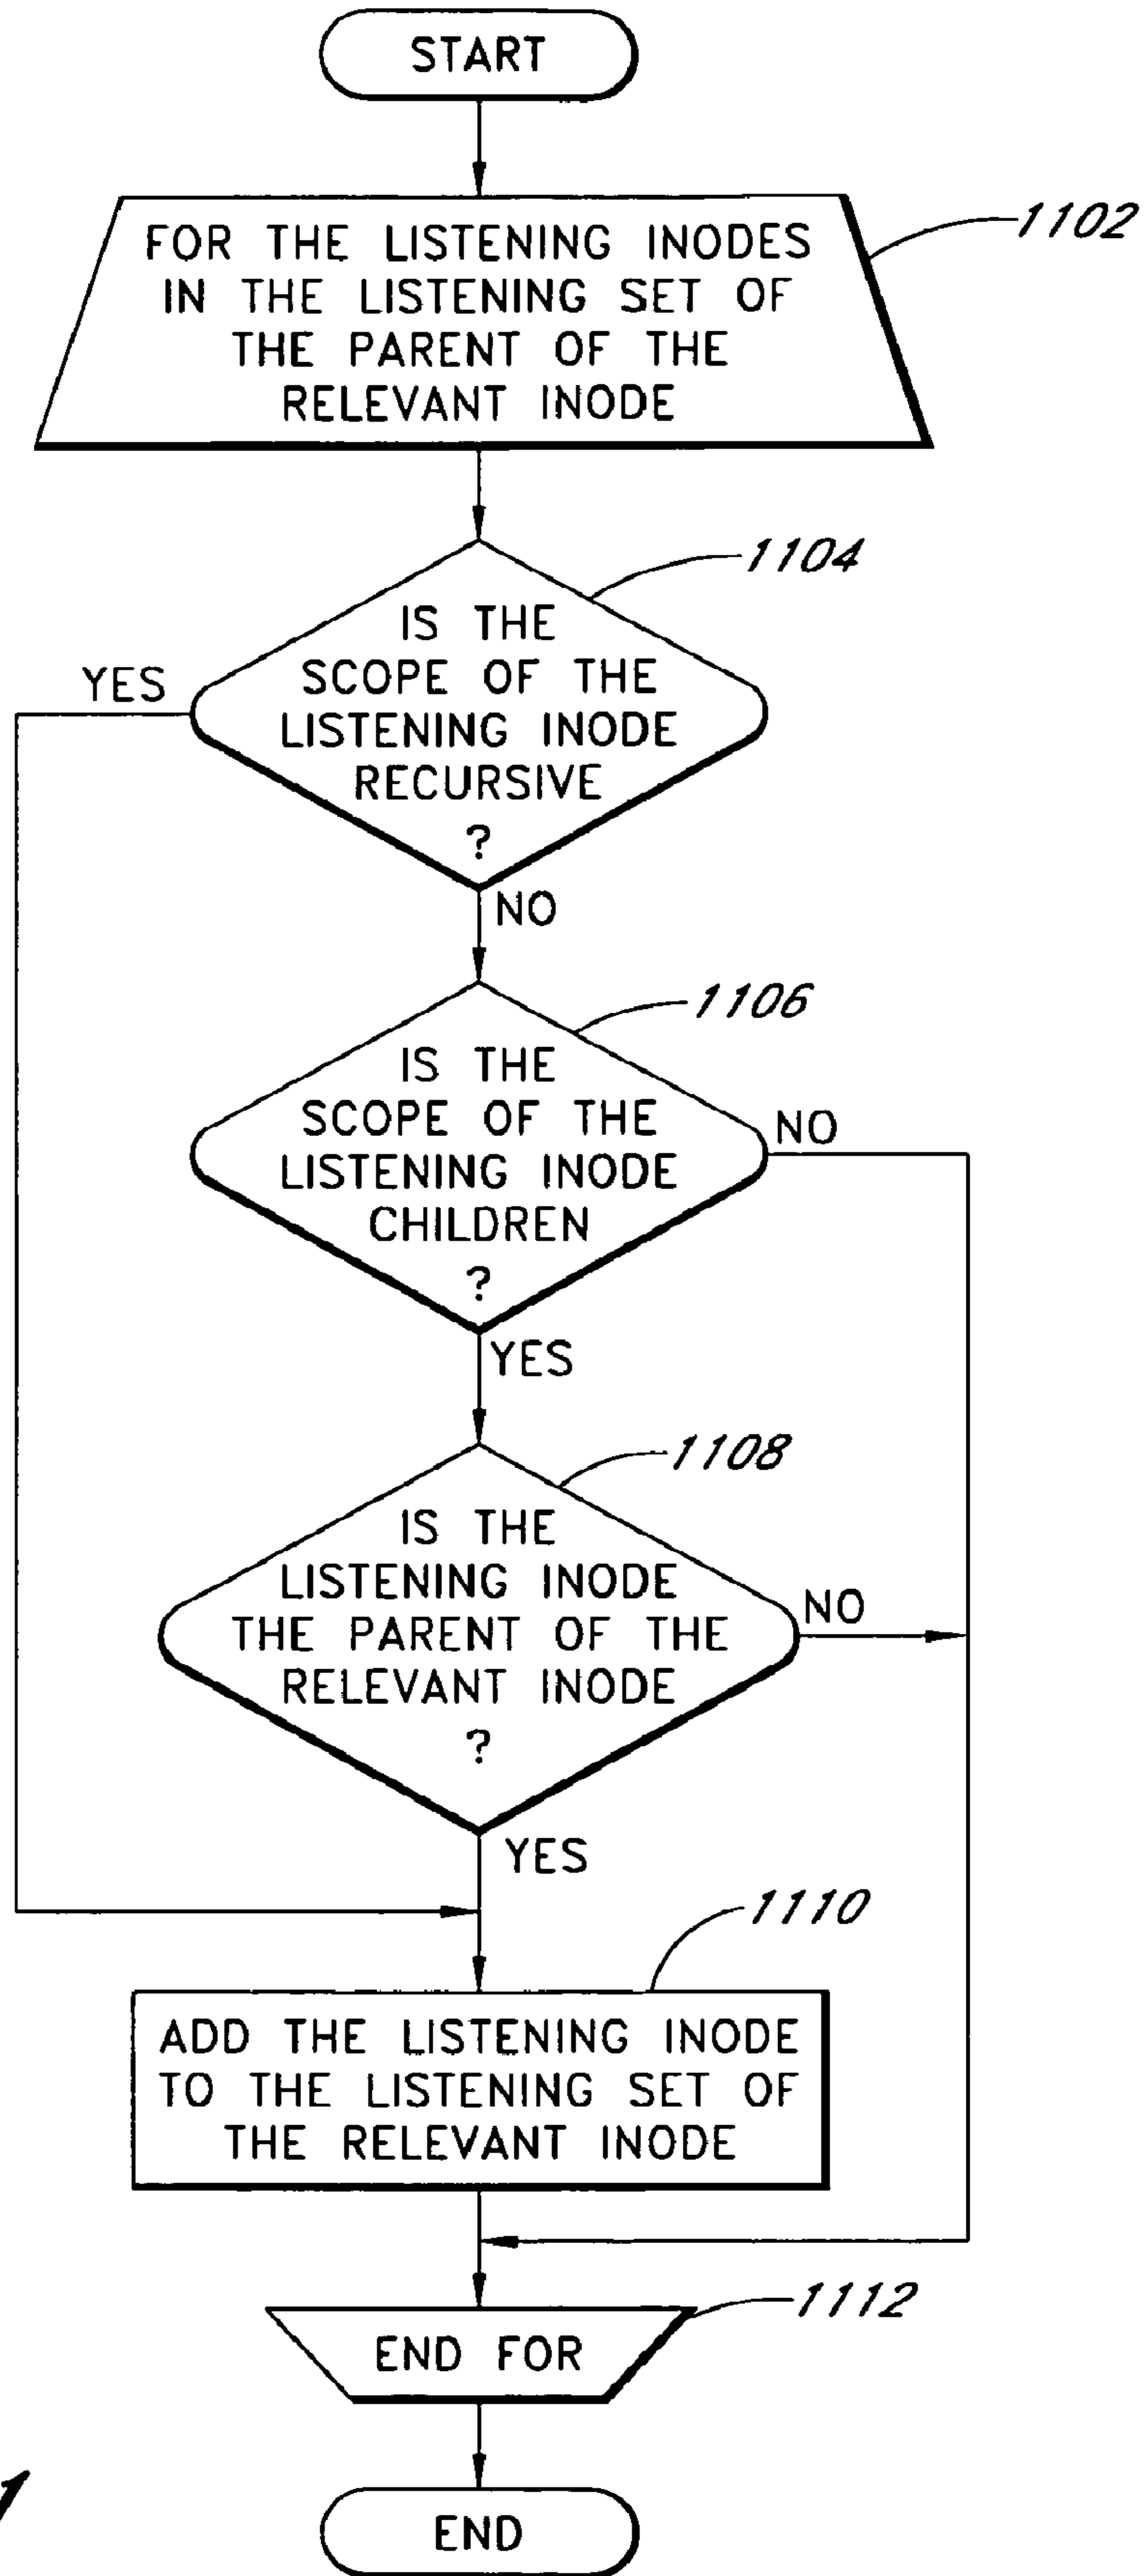 START
FOR THE LISTENING INODES
IN THE LISTENING SET OF
THE PARENT OF THE
RELEVANT INODE
1102
IS THE
SCOPE OF THE
LISTENING INODE
RECURSIVE
?
1104
YES
NO
IS THE
SCOPE OF THE
LISTENING INODE
CHILDREN
?
1106
NO
YES
IS THE
LISTENING INODE
THE PARENT OF THE
RELEVANT INODE
?
1108
NO
YES
1110
ADD THE LISTENING INODE
TO THE LISTENING SET OF
THE RELEVANT INODE
1112
END FOR
END